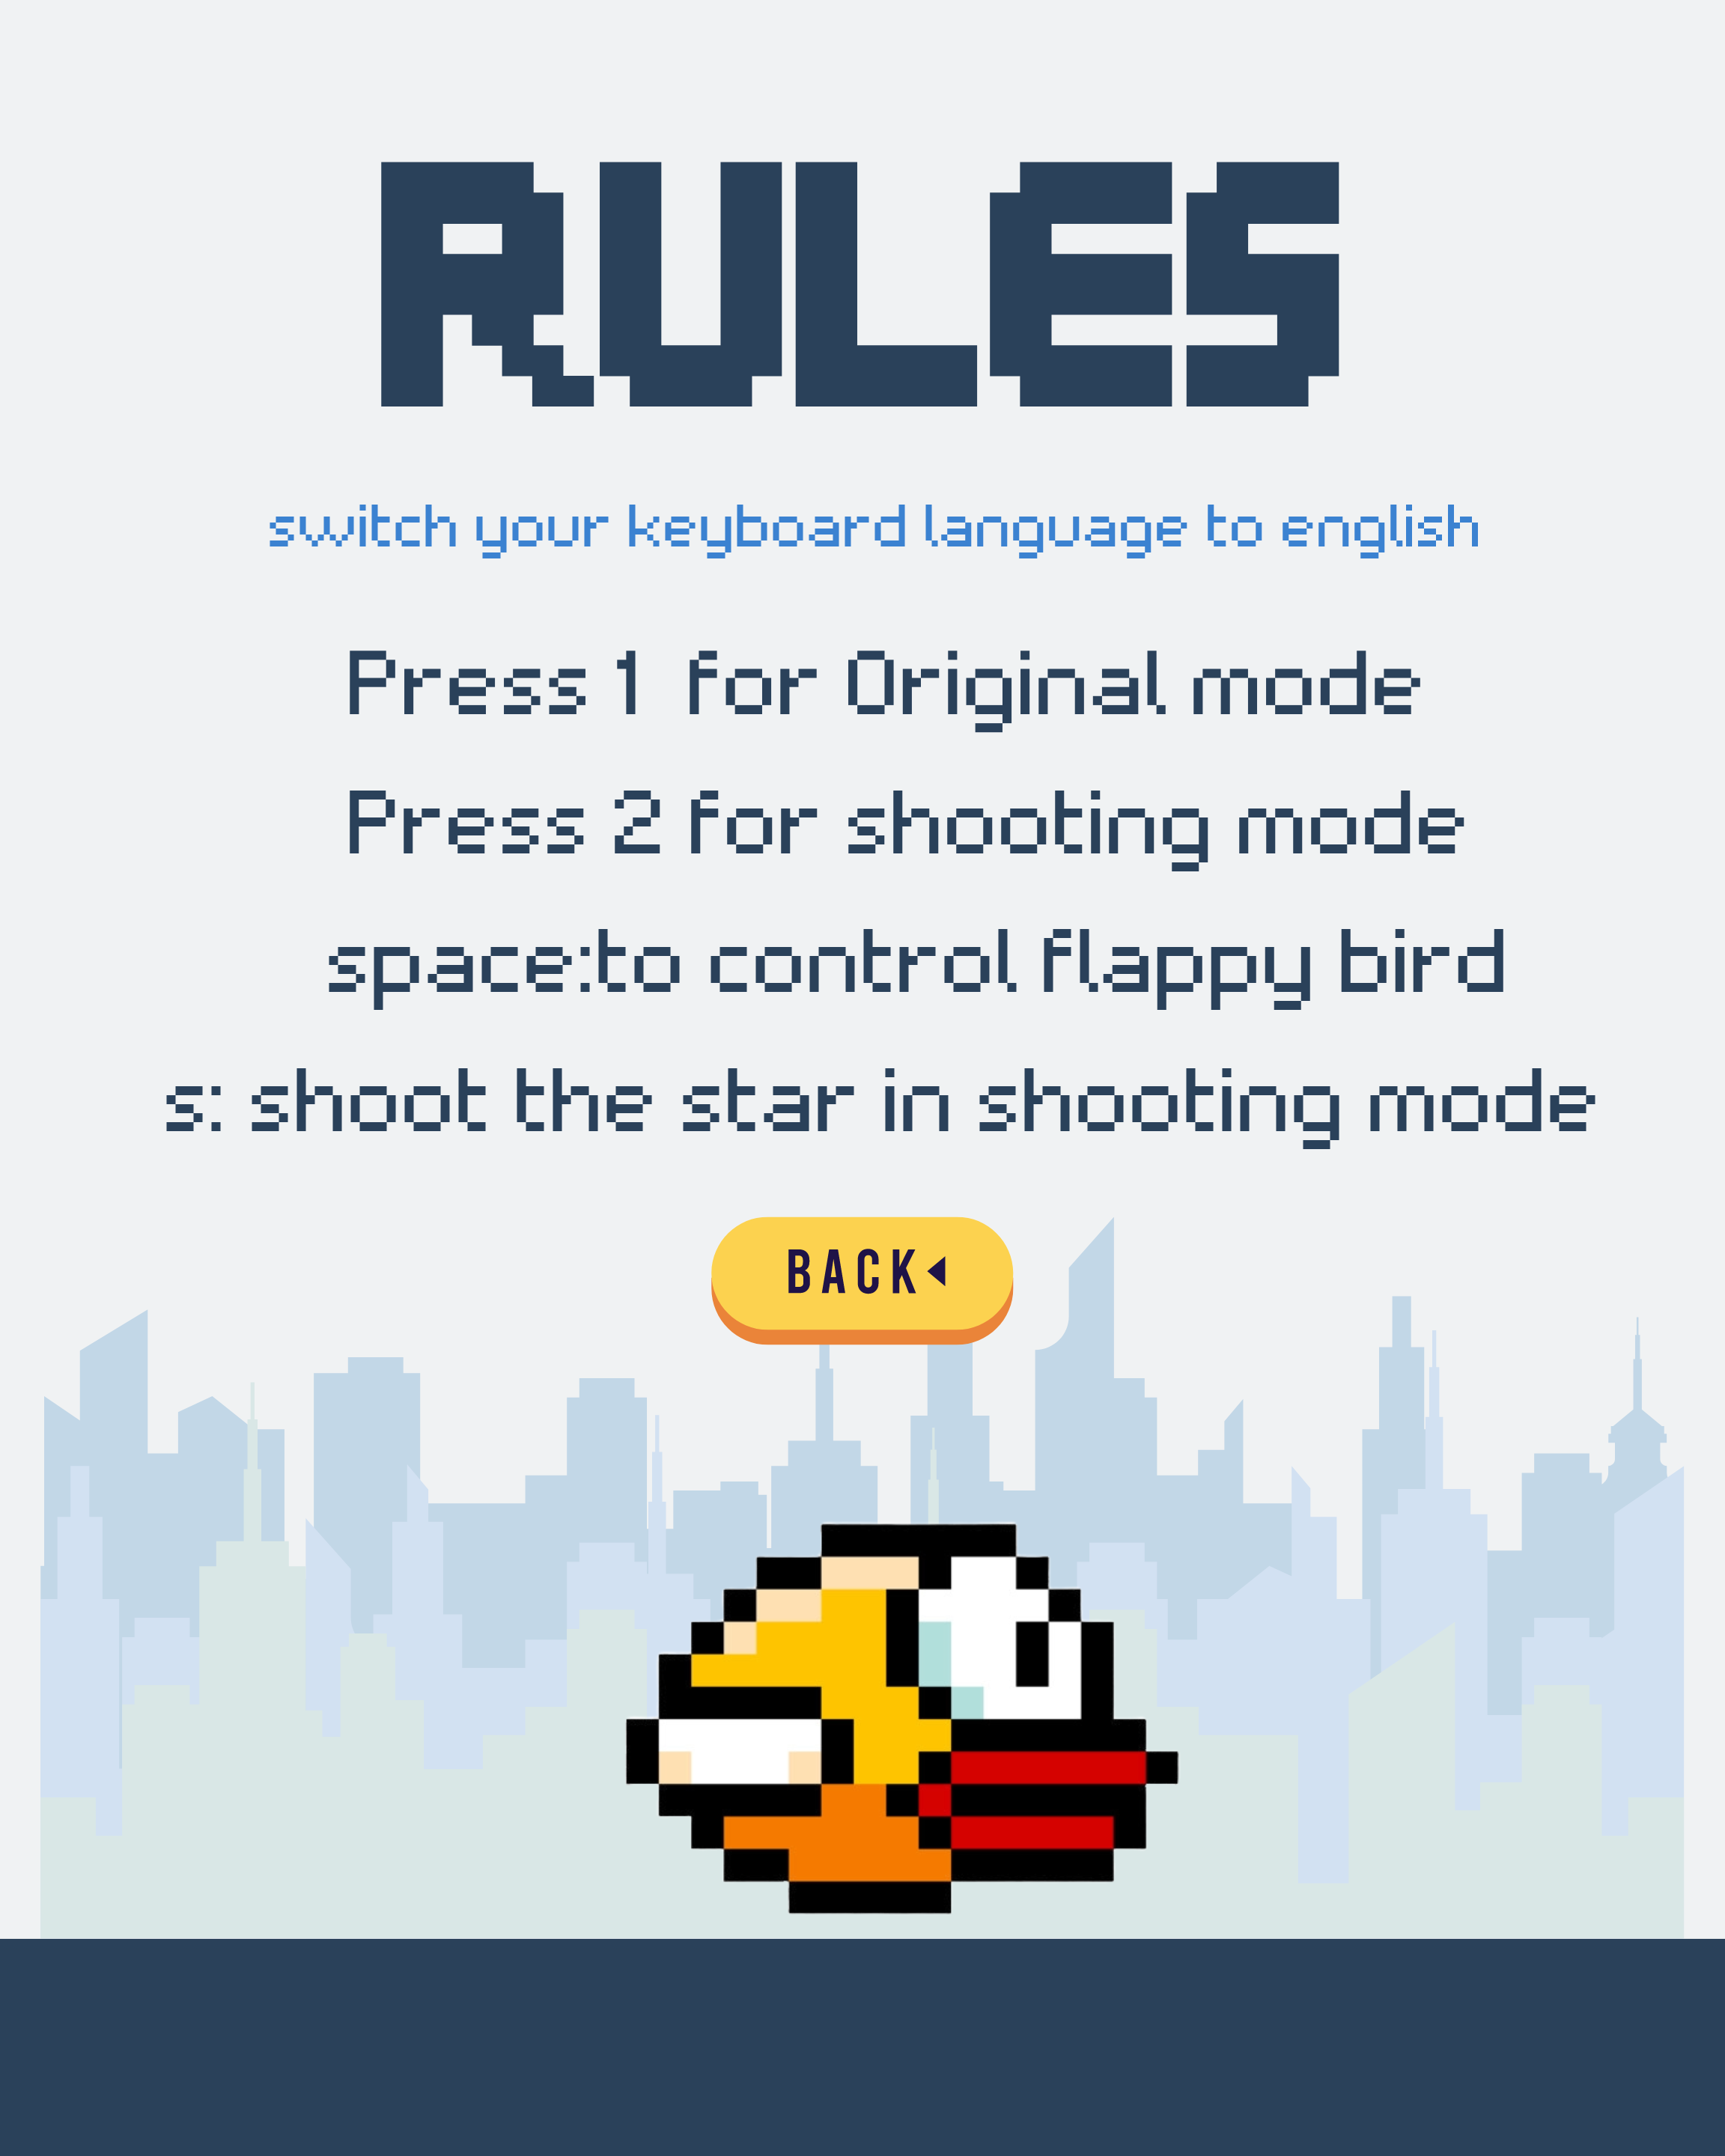 RULES
switch your keyboard language to english
Press 1 for Original mode
Press 2 for shooting mode
space:to control flappy bird
s: shoot the star in shooting mode
BACK